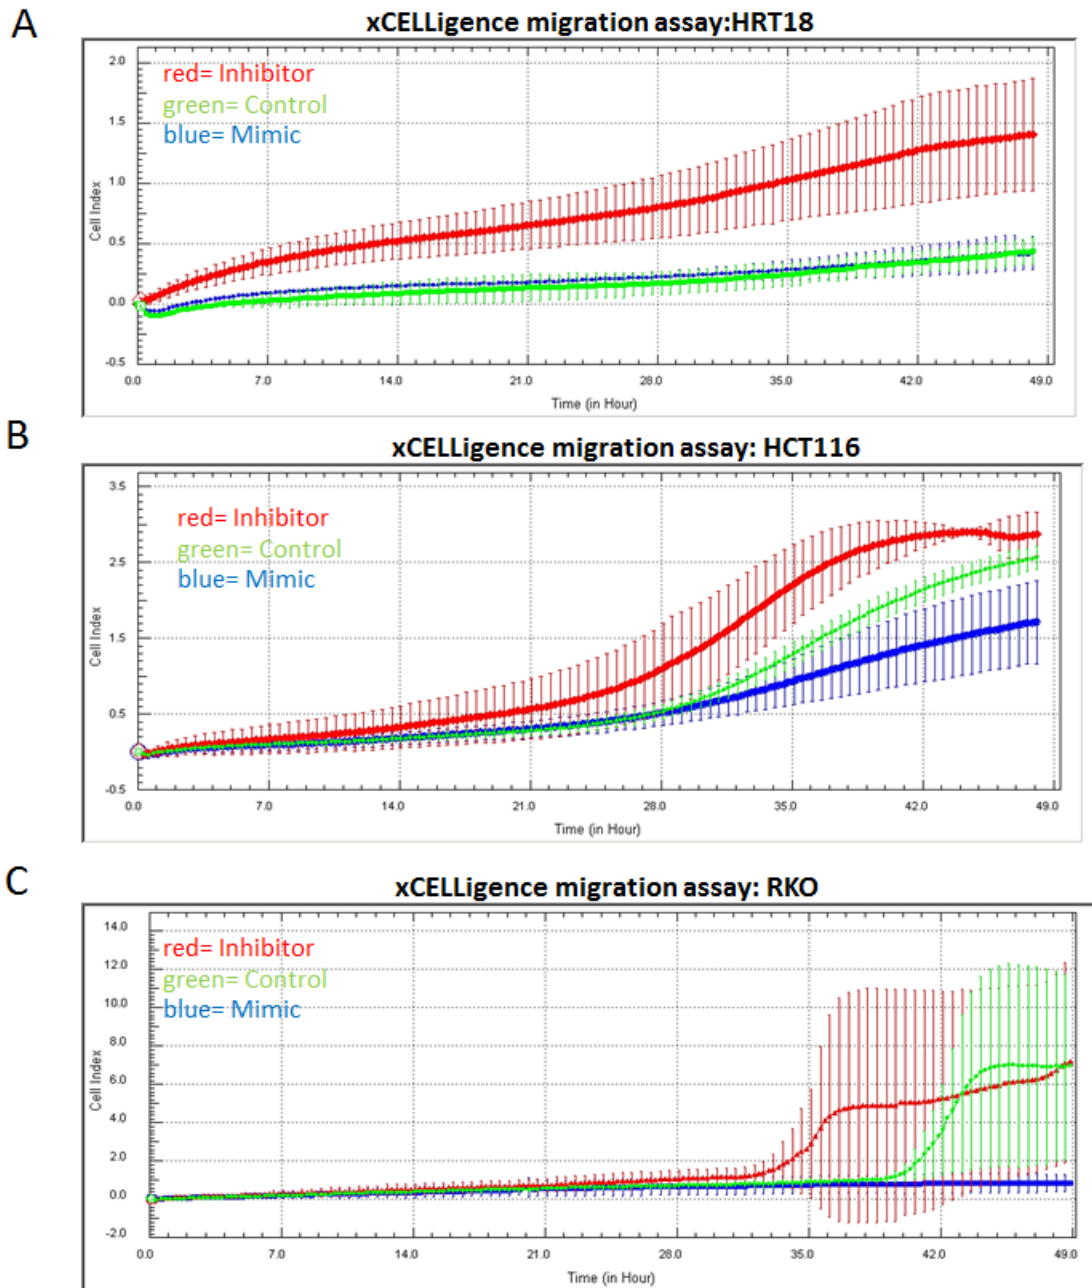 A
xCELLigence migration assay:HRT18
red= Inhibitor
green= Control
blue= Mimic
Cell Index
2.0
1.5
1.0
0.5
0.0
-0.5
0.0 7.0 14.0 21.0 28.0 35.0 42.0 49.0
Time (in Hour)
B
xCELLigence migration assay: HCT116
red= Inhibitor
green= Control
blue= Mimic
Cell Index
3.5
2.5
1.5
0.5
-0.5
0.0 7.0 14.0 21.0 28.0 35.0 42.0 49.0
Time (in Hour)
C
xCELLigence migration assay: RKO
red= Inhibitor
green= Control
blue= Mimic
Cell Index
14.0
12.0
10.0
8.0
6.0
4.0
2.0
0.0
-2.0
0.0 7.0 14.0 21.0 28.0 35.0 42.0 49.0
Time (in Hour)